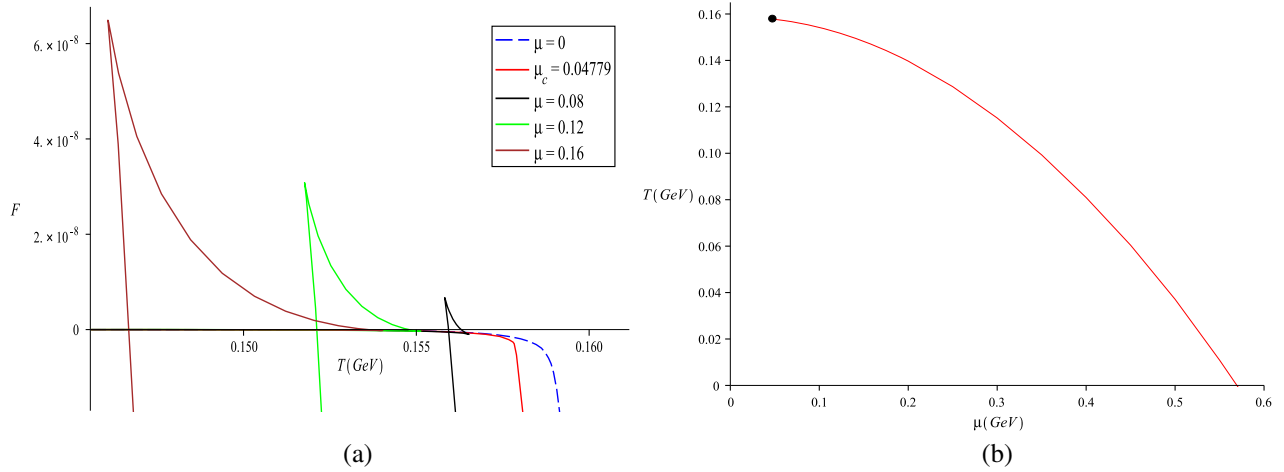 6. × 10⁻⁸
4. × 10⁻⁸
F
2. × 10⁻⁸
0
0.150
0.155
0.160
T(GeV)
μ = 0
μ_c = 0.04779
μ = 0.08
μ = 0.12
μ = 0.16
(a)
0.16
0.14
0.12
0.10
T(GeV)
0.08
0.06
0.04
0.02
0
0
0.1
0.2
0.3
0.4
0.5
0.6
μ(GeV)
(b)